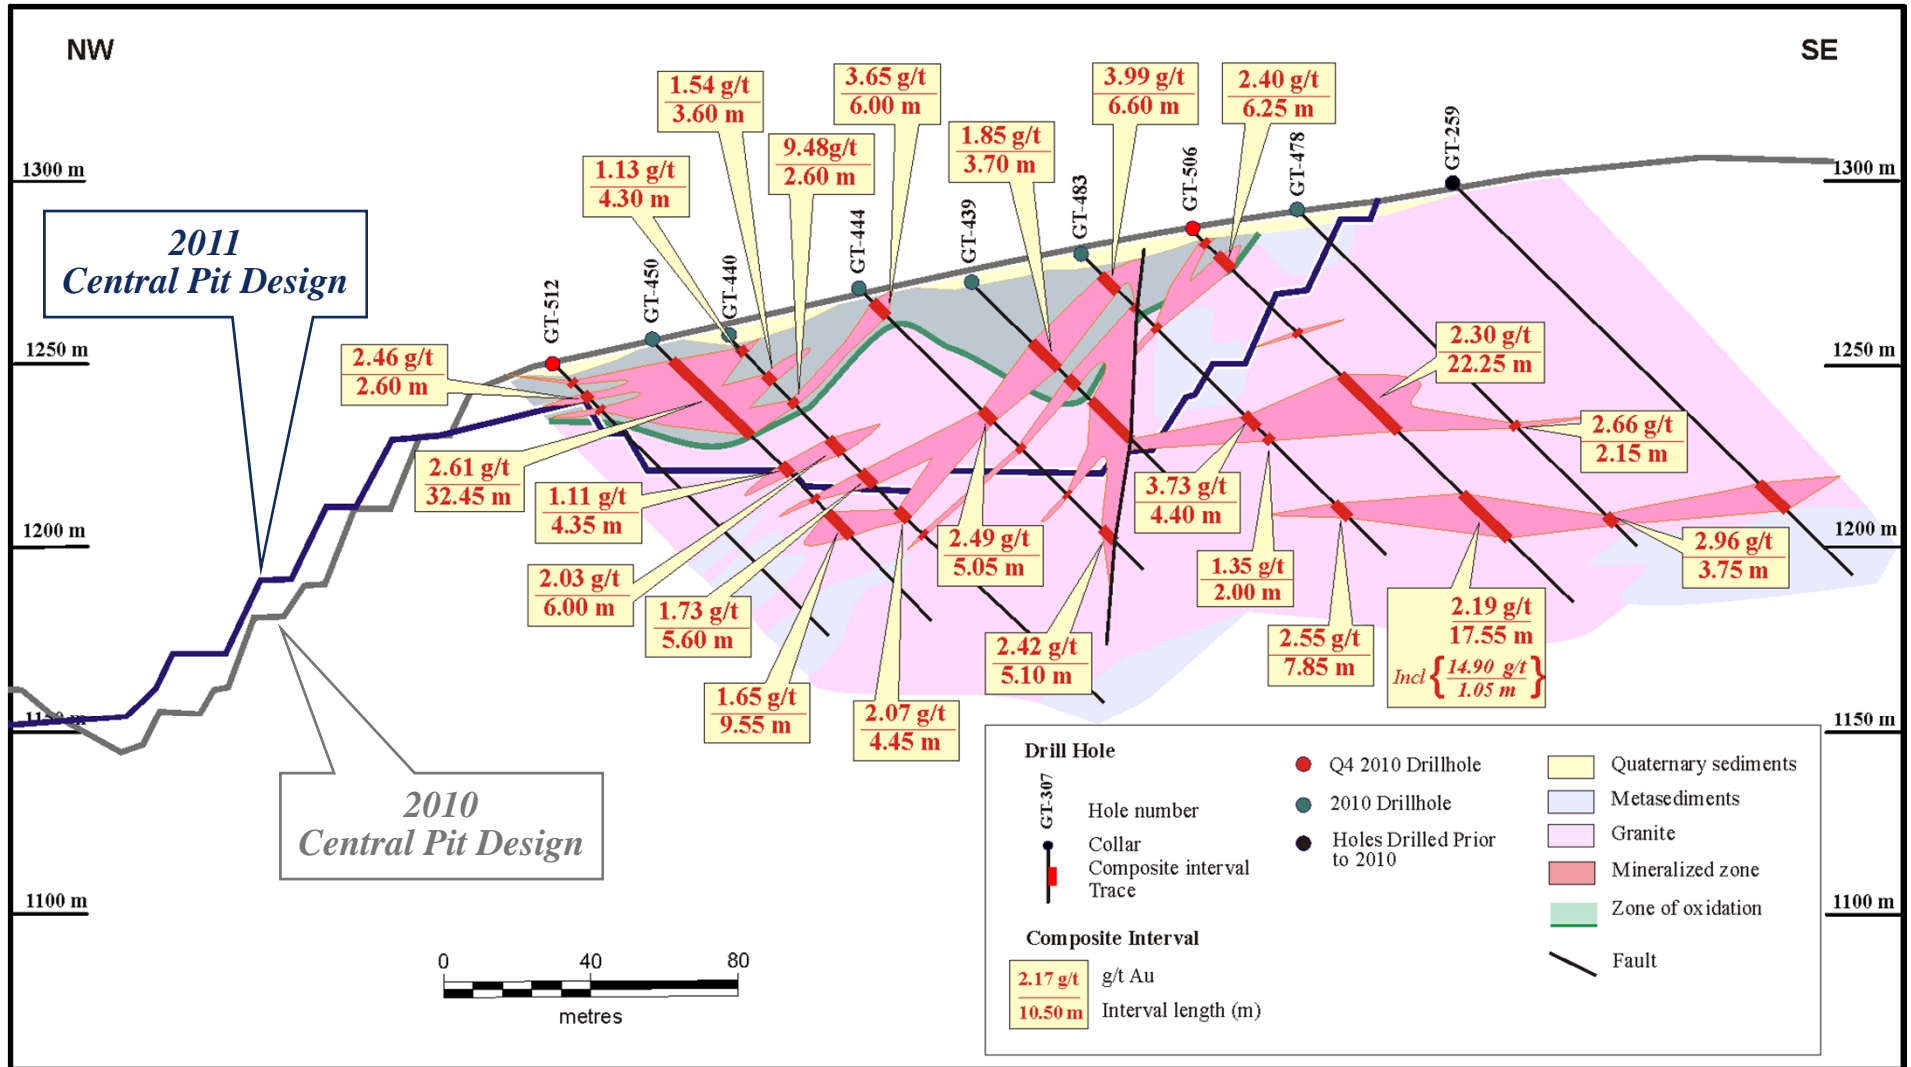 NW
SE
1.54 g/t
3.60 m
3.65 g/t
6.00 m
3.99 g/t
6.60 m
2.40 g/t
6.25 m
1.13 g/t
4.30 m
9.48g/t
2.60 m
1.85 g/t
3.70 m
GT-512
GT-450
GT-440
GT-444
GT-439
GT-483
GT-506
GT-478
GT-259
1300 m
1300 m
2011
Central Pit Design
1250 m
1250 m
2.46 g/t
2.60 m
2.30 g/t
22.25 m
2.61 g/t
32.45 m
1.11 g/t
4.35 m
3.73 g/t
4.40 m
2.66 g/t
2.15 m
1200 m
1200 m
2.03 g/t
6.00 m
1.73 g/t
5.60 m
2.49 g/t
5.05 m
1.35 g/t
2.00 m
2.96 g/t
3.75 m
2.42 g/t
5.10 m
2.55 g/t
7.85 m
2.19 g/t
17.55 m
Incl { 14.90 g/t
1.05 m }
1.65 g/t
9.55 m
2.07 g/t
4.45 m
1150 m
1150 m
2010
Central Pit Design
1100 m
1100 m
0 40 80
metres
Drill Hole
GT-307
Hole number
Collar
Composite interval
Trace
Composite Interval
2.17 g/t
10.50 m
g/t Au
Interval length (m)
Q4 2010 Drillhole
2010 Drillhole
Holes Drilled Prior
to 2010
Quaternary sediments
Metasediments
Granite
Mineralized zone
Zone of oxidation
Fault